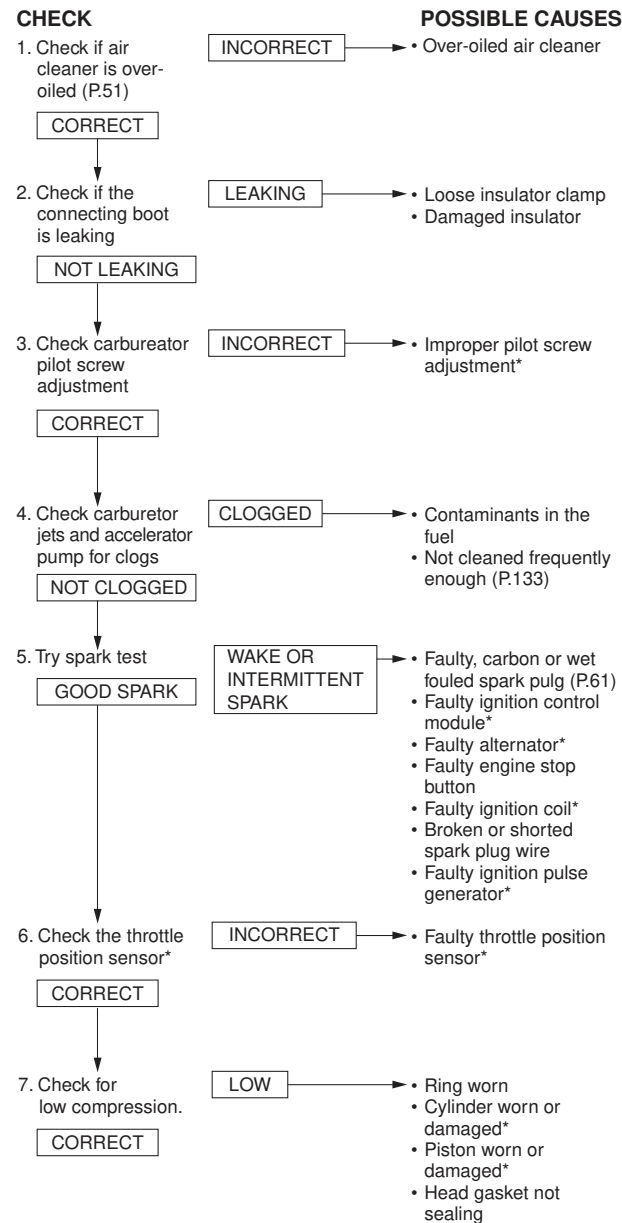 CHECK
POSSIBLE CAUSES
1. Check if air
cleaner is over-
oiled (P.51)
INCORRECT
• Over-oiled air cleaner
CORRECT
2. Check if the
connecting boot
is leaking
LEAKING
• Loose insulator clamp
• Damaged insulator
NOT LEAKING
3. Check carbureator
pilot screw
adjustment
INCORRECT
• Improper pilot screw
adjustment*
CORRECT
4. Check carburetor
jets and accelerator
pump for clogs
CLOGGED
• Contaminants in the
fuel
• Not cleaned frequently
enough (P.133)
NOT CLOGGED
5. Try spark test
WAKE OR
INTERMITTENT
SPARK
• Faulty, carbon or wet
fouled spark pulg (P.61)
• Faulty ignition control
module*
• Faulty alternator*
• Faulty engine stop
button
• Faulty ignition coil*
• Broken or shorted
spark plug wire
• Faulty ignition pulse
generator*
GOOD SPARK
6. Check the throttle
position sensor*
INCORRECT
• Faulty throttle position
sensor*
CORRECT
7. Check for
low compression.
LOW
• Ring worn
• Cylinder worn or
damaged*
• Piston worn or
damaged*
• Head gasket not
sealing
CORRECT